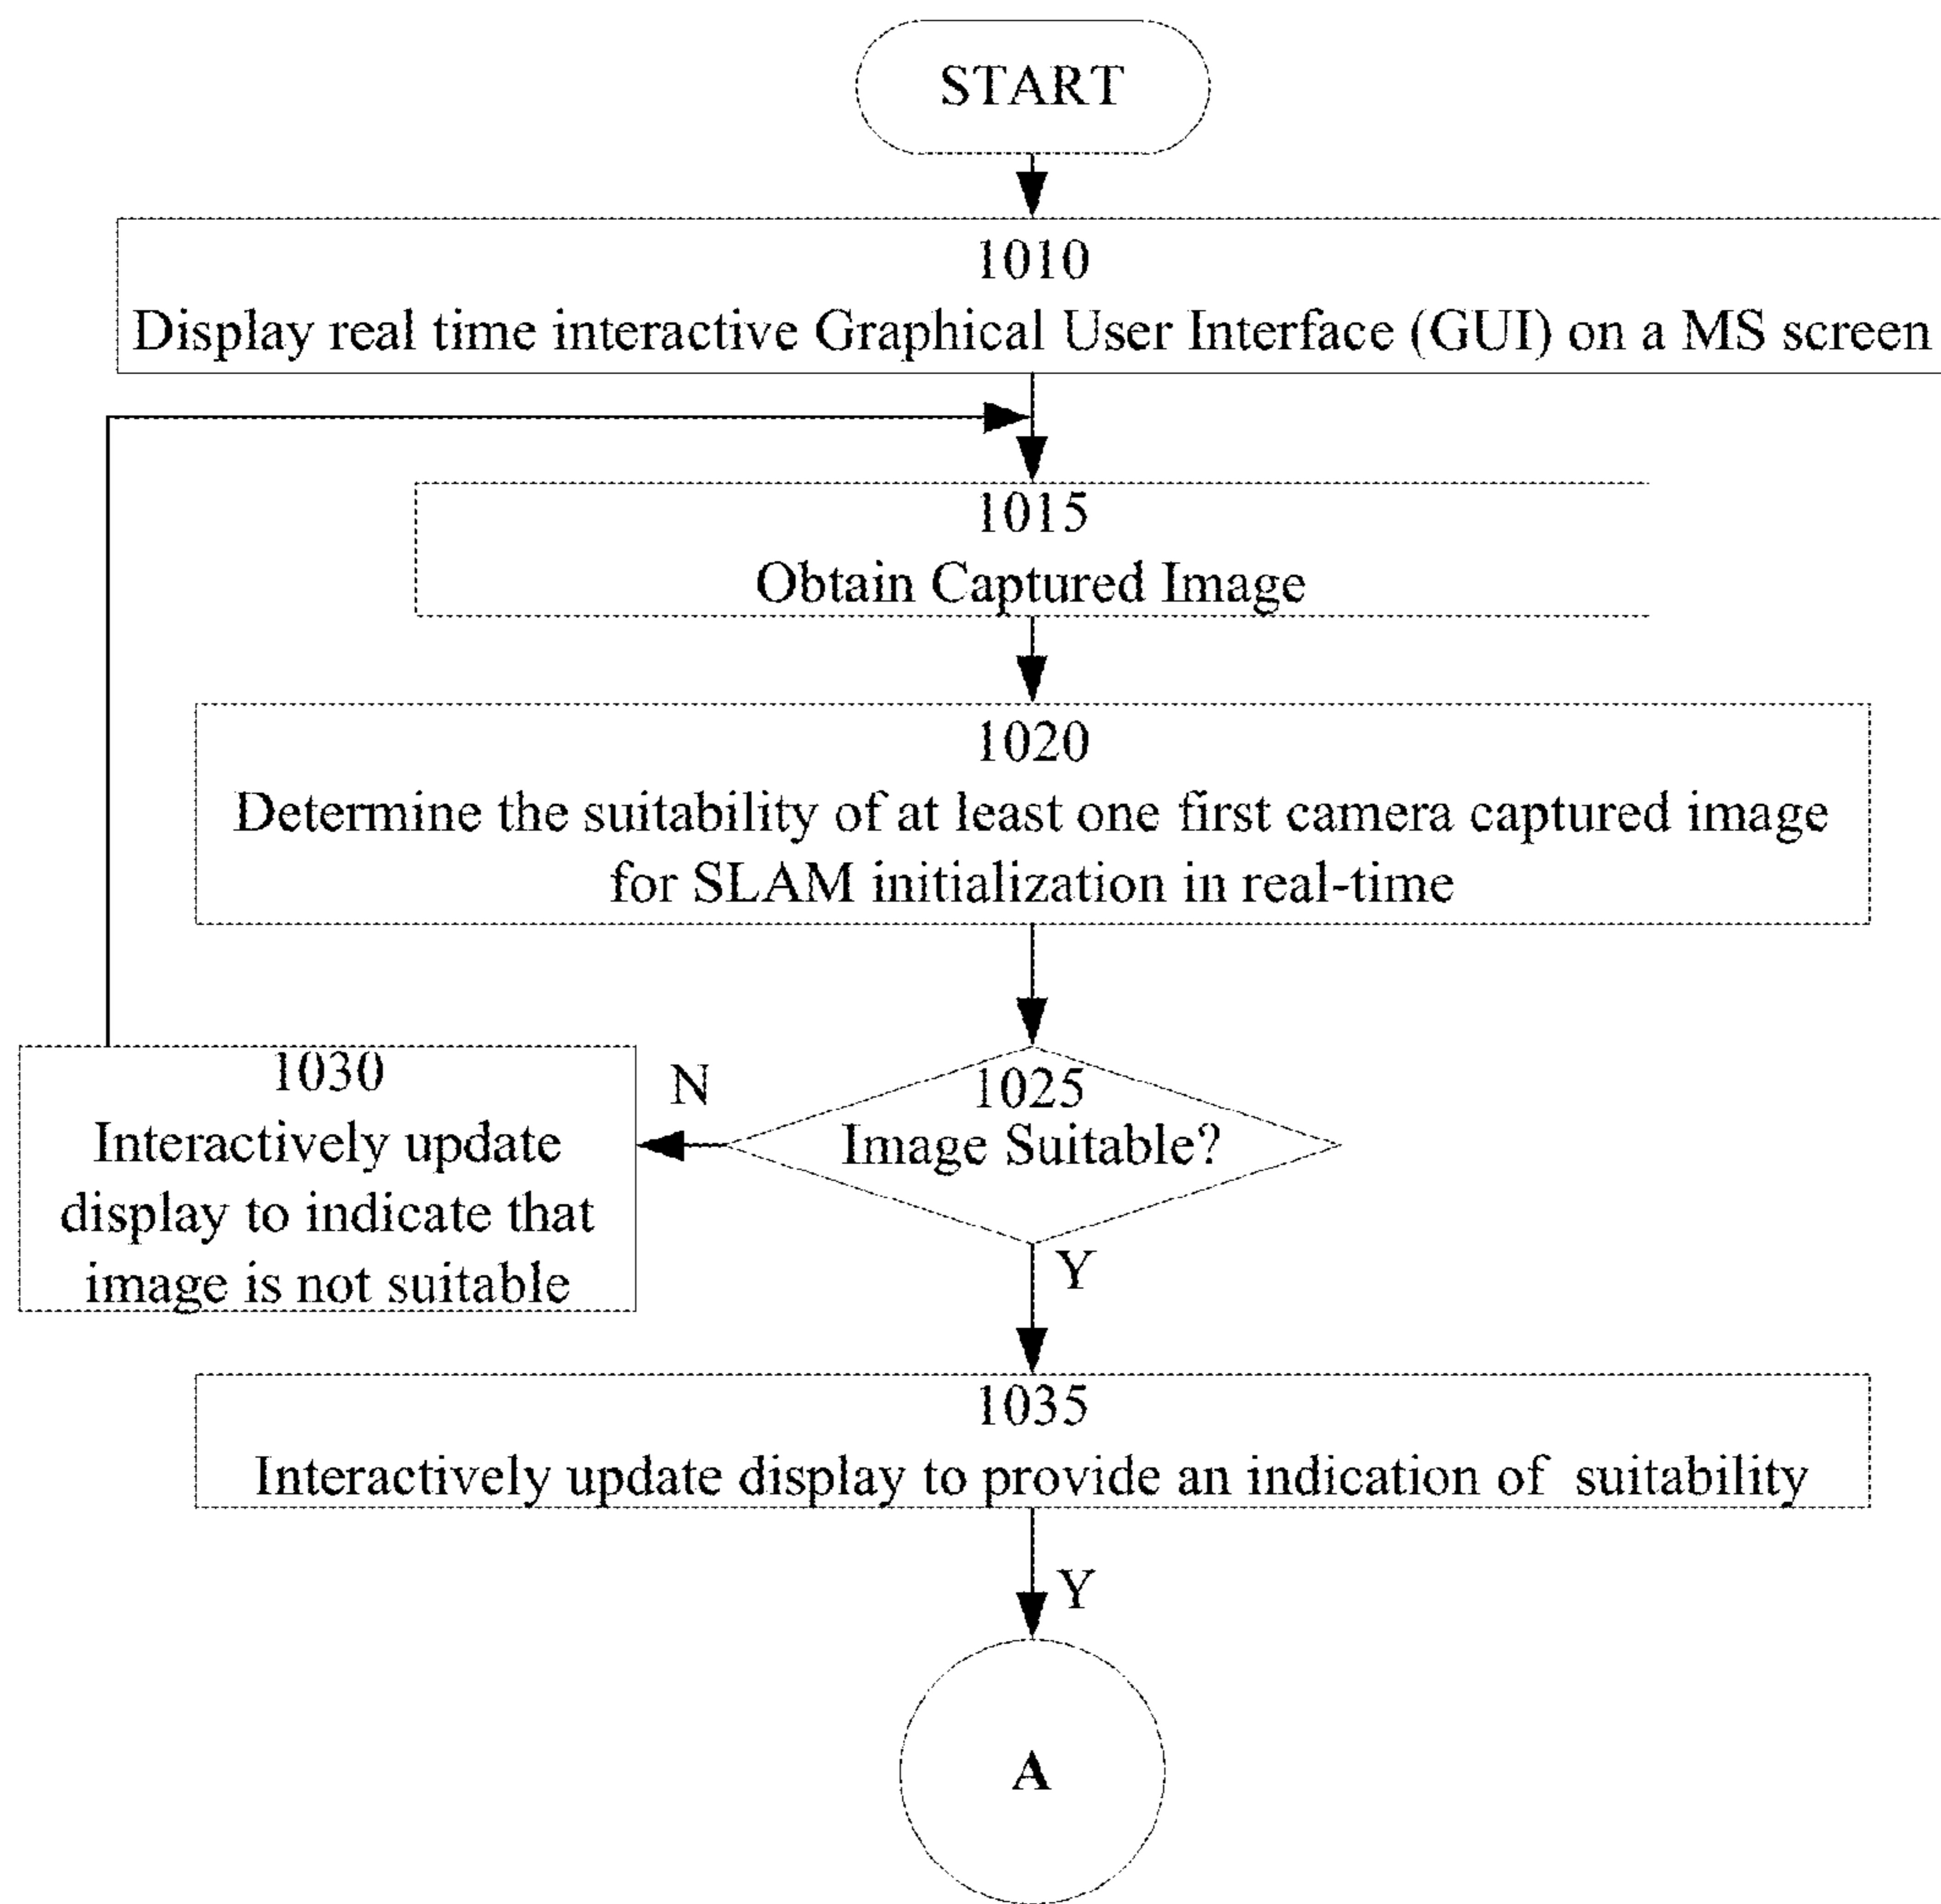 START
1010
Display real time interactive Graphical User Interface (GUI) on a MS screen
1015
Obtain Captured Image
1020
Determine the suitability of at least one first camera captured image
for SLAM initialization in real-time
1025
Image Suitable?
N
1030
Interactively update
display to indicate that
image is not suitable
Y
1035
Interactively update display to provide an indication of suitability
Y
A